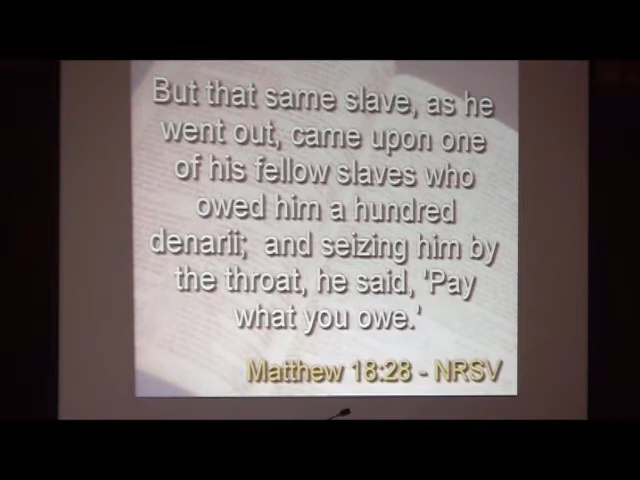 But that same slave, as he
went out, came upon one
of his fellow slaves who
owed him a hundred
denarii; and seizing him by
the throat, he said, 'Pay
what you owe.'
Matthew 18:28 - NRSV